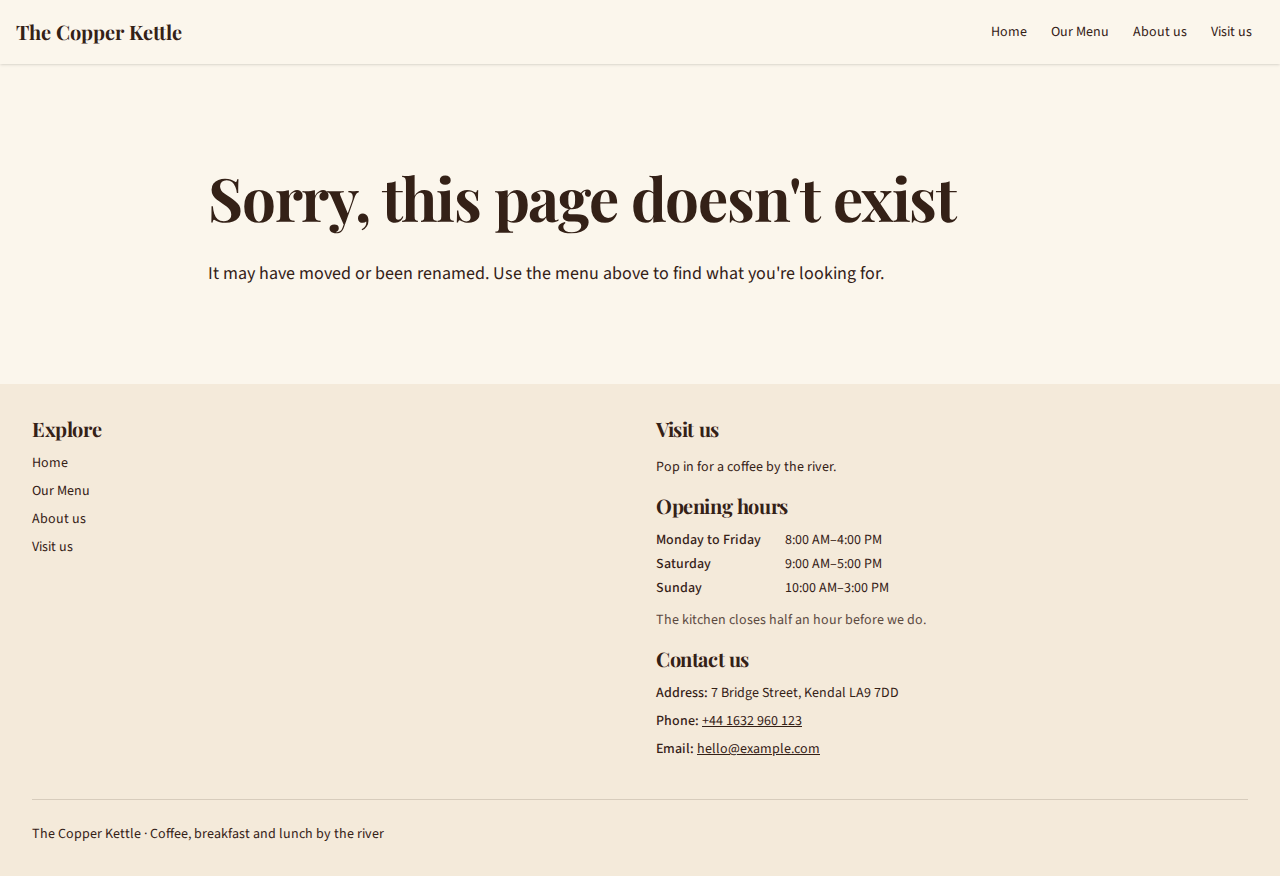 The Copper Kettle
Home Our Menu About us Visit us
Sorry, this page doesn't exist
It may have moved or been renamed. Use the menu above to find what you're looking for.
Explore
Home
Our Menu
About us
Visit us
Visit us
Pop in for a coffee by the river.
Opening hours
Monday to Friday 8:00 AM–4:00 PM
Saturday 9:00 AM–5:00 PM
Sunday 10:00 AM–3:00 PM
The kitchen closes half an hour before we do.
Contact us
Address: 7 Bridge Street, Kendal LA9 7DD
Phone: +44 1632 960 123
Email: hello@example.com
The Copper Kettle · Coffee, breakfast and lunch by the river